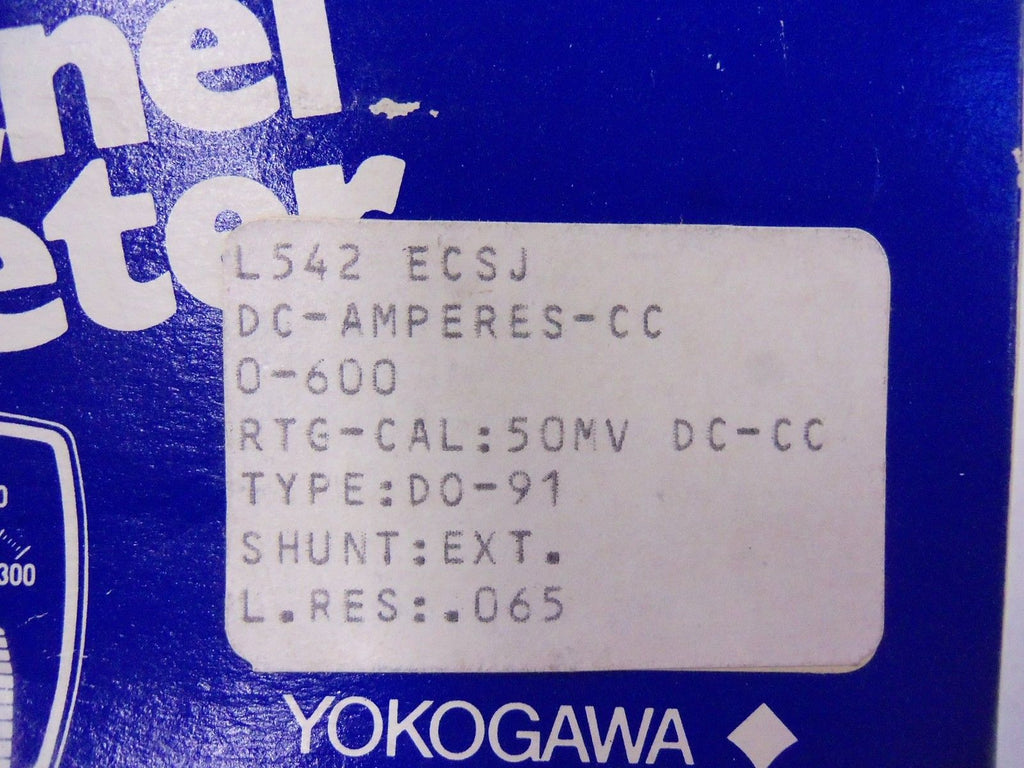 nel
eter
L542 ECSJ
DC-AMPERES-CC
0-600
RTG-CAL:50MV DC-CC
TYPE:DO-91
SHUNT:EXT.
L.RES:.065
0
300
YOKOGAWA